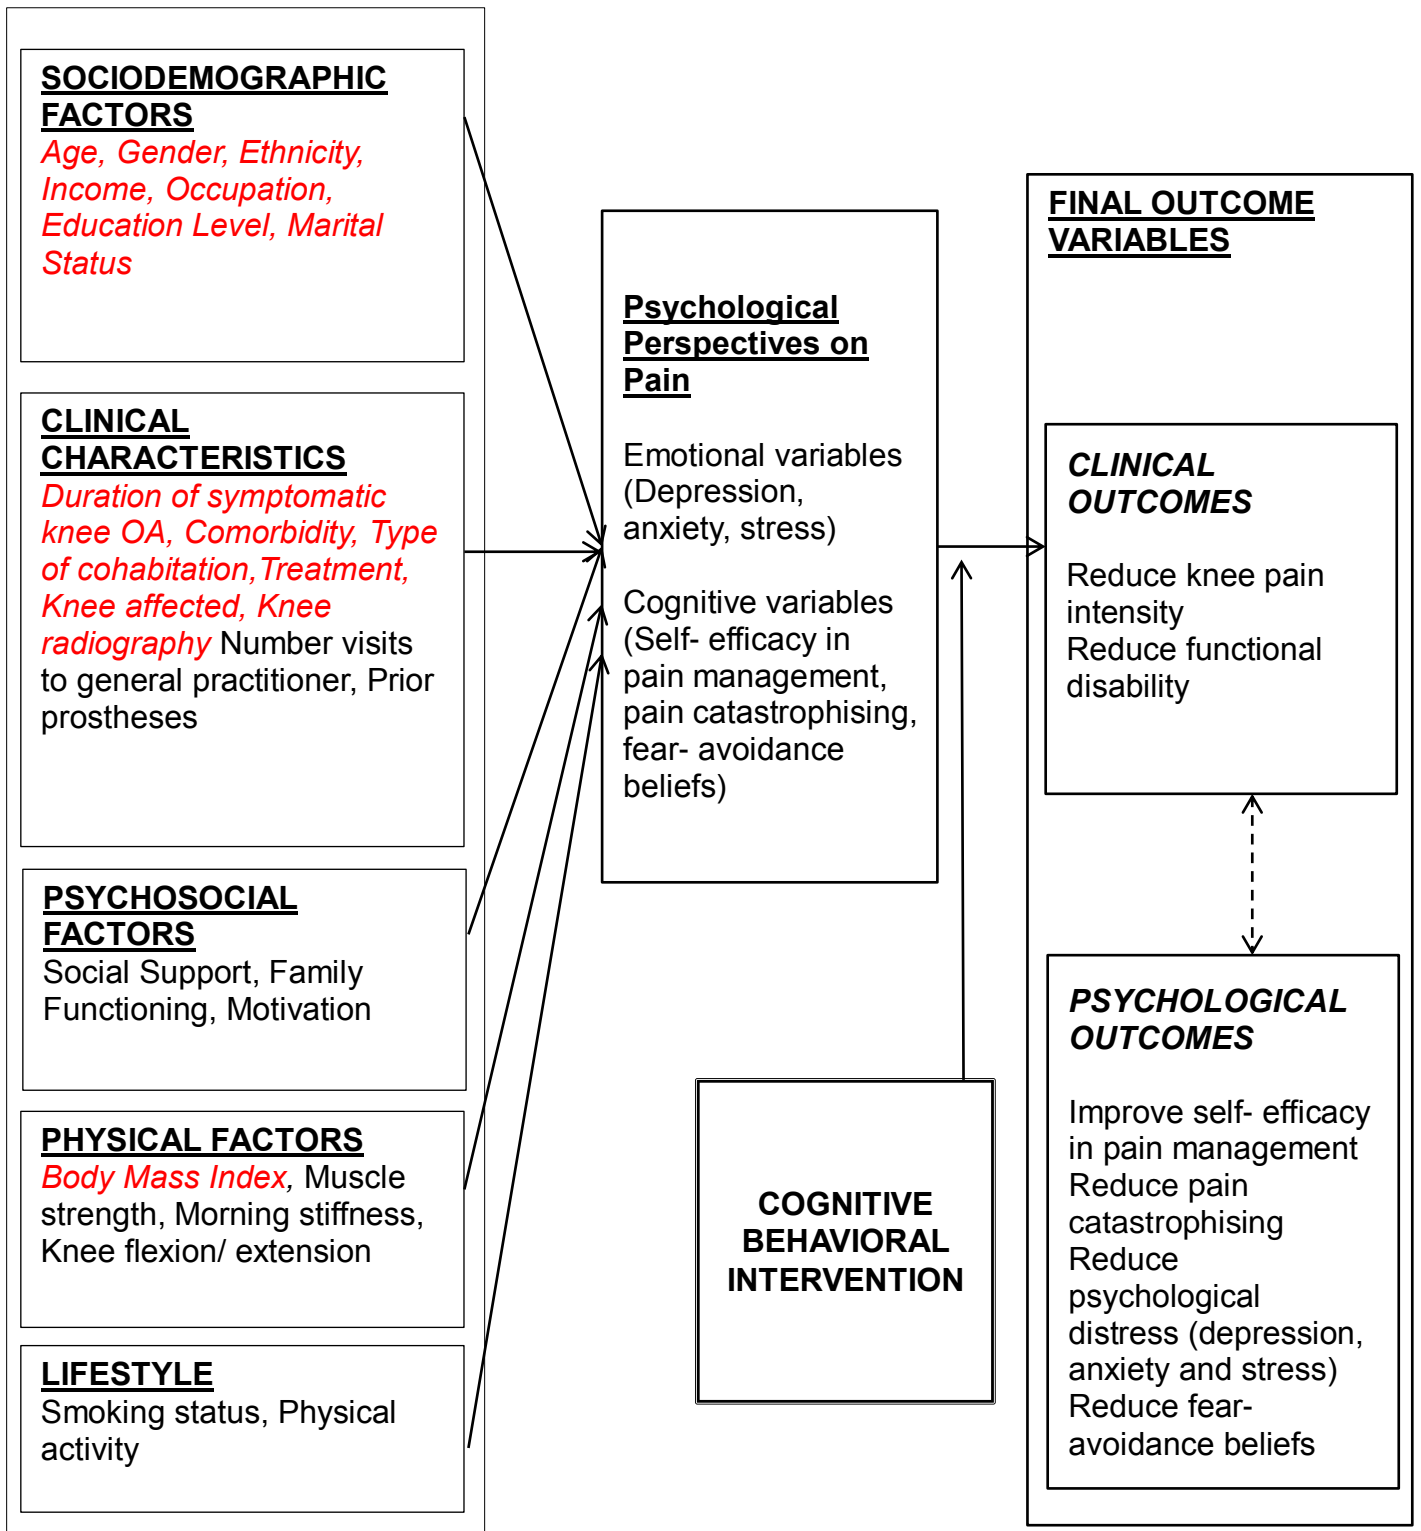 SOCIODEMOGRAPHIC
FACTORS
Age, Gender, Ethnicity,
Income, Occupation,
Education Level, Marital
Status
CLINICAL
CHARACTERISTICS
Duration of symptomatic
knee OA, Comorbidity, Type
of cohabitation,Treatment,
Knee affected, Knee
radiography Number visits
to general practitioner, Prior
prostheses
PSYCHOSOCIAL
FACTORS
Social Support, Family
Functioning, Motivation
PHYSICAL FACTORS
Body Mass Index, Muscle
strength, Morning stiffness,
Knee flexion/ extension
LIFESTYLE
Smoking status, Physical
activity
Psychological
Perspectives on
Pain
Emotional variables
(Depression,
anxiety, stress)
Cognitive variables
(Self- efficacy in
pain management,
pain catastrophising,
fear- avoidance
beliefs)
COGNITIVE
BEHAVIORAL
INTERVENTION
FINAL OUTCOME
VARIABLES
CLINICAL
OUTCOMES
Reduce knee pain
intensity
Reduce functional
disability
PSYCHOLOGICAL
OUTCOMES
Improve self- efficacy
in pain management
Reduce pain
catastrophising
Reduce
psychological
distress (depression,
anxiety and stress)
Reduce fear-
avoidance beliefs